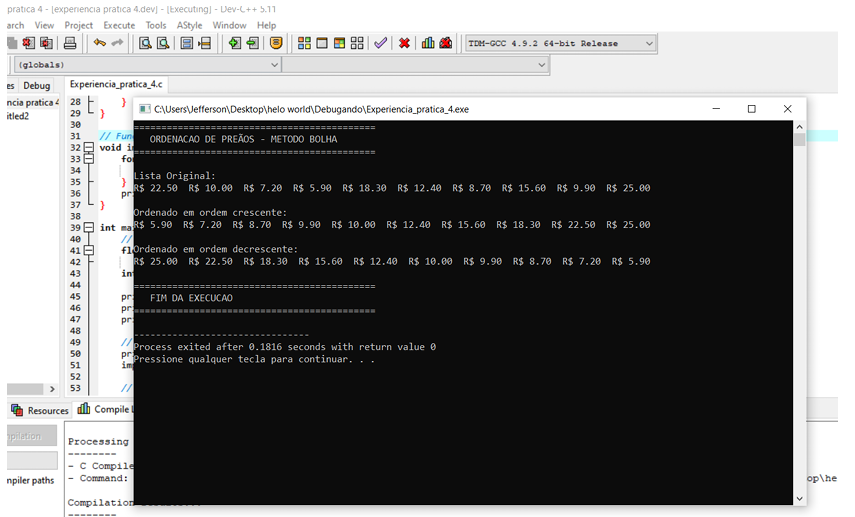 pratica 4 - [experiencia pratica 4.dev] - [Executing] - Dev-C++ 5.11
arch View Project Execute Tools AStyle Window Help
TDM-GCC 4.9.2 64-bit Release
(globals)
es Debug Experiencia_pratica_4.c
ncia pratica 4
itled2
28 }
29 }
30
31 // Fun
32 void in
33 fo
34
35 }
36 pr
37 }
38
39 int ma
40 //
41 fl
42
43 in
44
45 pr
46 pr
47 pr
48
49 //
50 pr
51 im
52
53 //
C:\Users\Jefferson\Desktop\helo world\Debugando\Experiencia_pratica_4.exe
============================================
ORDENACAO DE PREÃOS - METODO BOLHA
============================================
Lista Original:
R$ 22.50 R$ 10.00 R$ 7.20 R$ 5.90 R$ 18.30 R$ 12.40 R$ 8.70 R$ 15.60 R$ 9.90 R$ 25.00
Ordenado em ordem crescente:
R$ 5.90 R$ 7.20 R$ 8.70 R$ 9.90 R$ 10.00 R$ 12.40 R$ 15.60 R$ 18.30 R$ 22.50 R$ 25.00
Ordenado em ordem decrescente:
R$ 25.00 R$ 22.50 R$ 18.30 R$ 15.60 R$ 12.40 R$ 10.00 R$ 9.90 R$ 8.70 R$ 7.20 R$ 5.90
============================================
FIM DA EXECUCAO
============================================
--------------------------------
Process exited after 0.1816 seconds with return value 0
Pressione qualquer tecla para continuar. . .
Resources Compile L
mpilation
mpiler paths
Processing
--------
- C Compile
- Command:
op\he
Compilation
--------